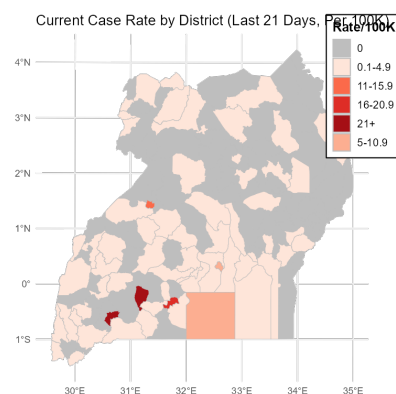 Current Case Rate by District (Last 21 Days, Per 100K)
Rate/100K
0
0.1-4.9
11-15.9
16-20.9
21+
5-10.9
4°N
3°N
2°N
1°N
0°
1°S
30°E
31°E
32°E
33°E
34°E
35°E